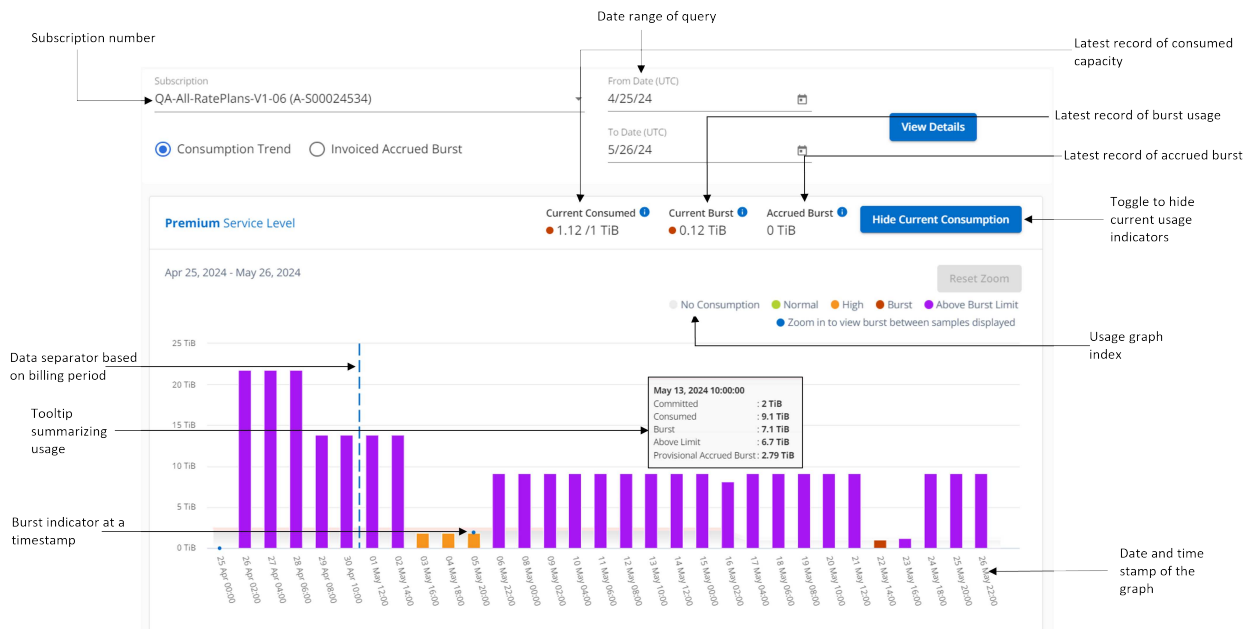 Date range of query
Subscription number
Latest record of consumed
capacity
Subscription
QA-All-RatePlans-V1-06 (A-S00024534)
From Date (UTC)
4/25/24
To Date (UTC)
5/26/24
View Details
Latest record of burst usage
Consumption Trend
Invoiced Accrued Burst
Latest record of accrued burst
Premium Service Level
Current Consumed
1.12 /1 TiB
Current Burst
0.12 TiB
Accrued Burst
0 TiB
Hide Current Consumption
Toggle to hide
current usage
indicators
Apr 25, 2024 - May 26, 2024
Reset Zoom
No Consumption
Normal
High
Burst
Above Burst Limit
Zoom in to view burst between samples displayed
Usage graph
index
Data separator based
on billing period
Tooltip
summarizing
usage
Burst indicator at a
timestamp
25 TiB
20 TiB
15 TiB
10 TiB
5 TiB
0 TiB
May 13, 2024 10:00:00
Committed : 2 TiB
Consumed : 9.1 TiB
Burst : 7.1 TiB
Above Limit : 6.7 TiB
Provisional Accrued Burst : 2.79 TiB
25 Apr 00:00
26 Apr 02:00
27 Apr 04:00
28 Apr 06:00
29 Apr 08:00
30 Apr 10:00
01 May 12:00
02 May 14:00
03 May 16:00
04 May 18:00
05 May 20:00
06 May 22:00
08 May 00:00
09 May 02:00
10 May 04:00
11 May 06:00
12 May 08:00
13 May 10:00
14 May 12:00
15 May 14:00
16 May 16:00
17 May 18:00
18 May 20:00
19 May 22:00
21 May 12:00
22 May 14:00
23 May 16:00
24 May 18:00
25 May 20:00
26 May 22:00
Date and time
stamp of the
graph